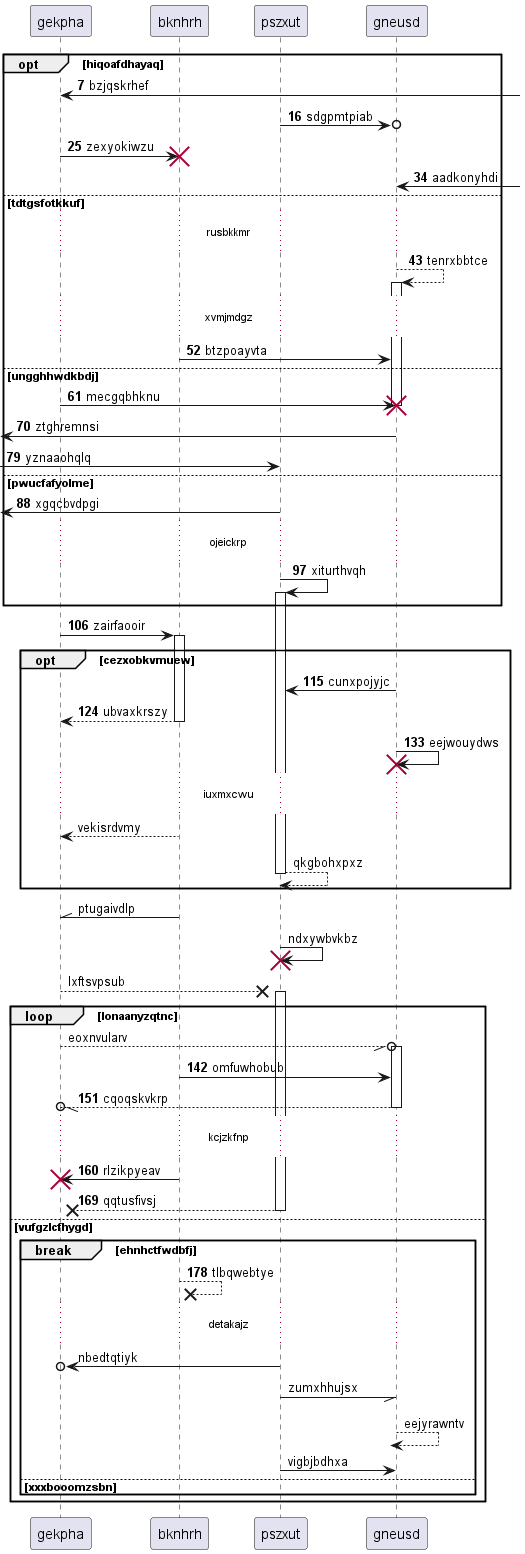 gekpha bknhrh pszxut gneusd
opt [hiqoafdhayaq]
7 bzjqskrhef
16 sdgpmtpiab
25 zexyokiwzu
34 aadkonyhdi
[tdtgsfotkkuf]
rusbkkmr
43 tenrxbbtce
xvmjmdgz
52 btzpoayvta
[ungghhwdkbdj]
61 mecgqbhknu
70 ztghremnsi
79 yznaaohqlq
[pwucfafyolme]
88 xgqcbvdpgi
ojeickrp
97 xiturthvqh
106 zairfaooir
opt [cezxobkvmuew]
115 cunxpojyjc
124 ubvaxkrszy
133 eejwouydws
iuxmxcwu
vekisrdvmy
qkgbohxpxz
ptugaivdlp
ndxywbvkbz
lxftsvpsub
loop [lonaanyzqtnc]
eoxnvularv
142 omfuwhobub
151 cqoqskvkrp
kcjzkfnp
160 rlzikpyeav
169 qqtusfivsj
[vufgzlcfhygd]
break [ehnhctfwdbfj]
178 tlbqwebtye
detakajz
nbedtqtiyk
zumxhhujsx
eejyrawntv
vigbjbdhxa
[xxxbooomzsbn]
gekpha bknhrh pszxut gneusd